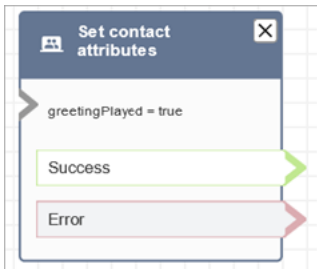 Set contact
attributes
greetingPlayed = true
Success
Error